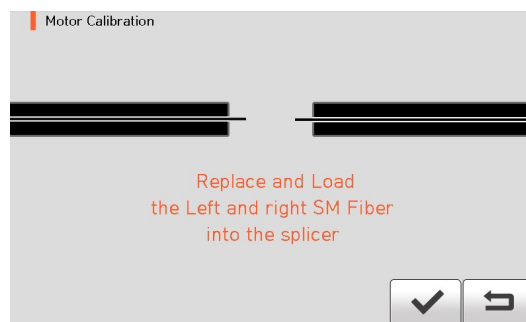 Motor Calibration
Replace and Load
the Left and right SM Fiber
into the splicer